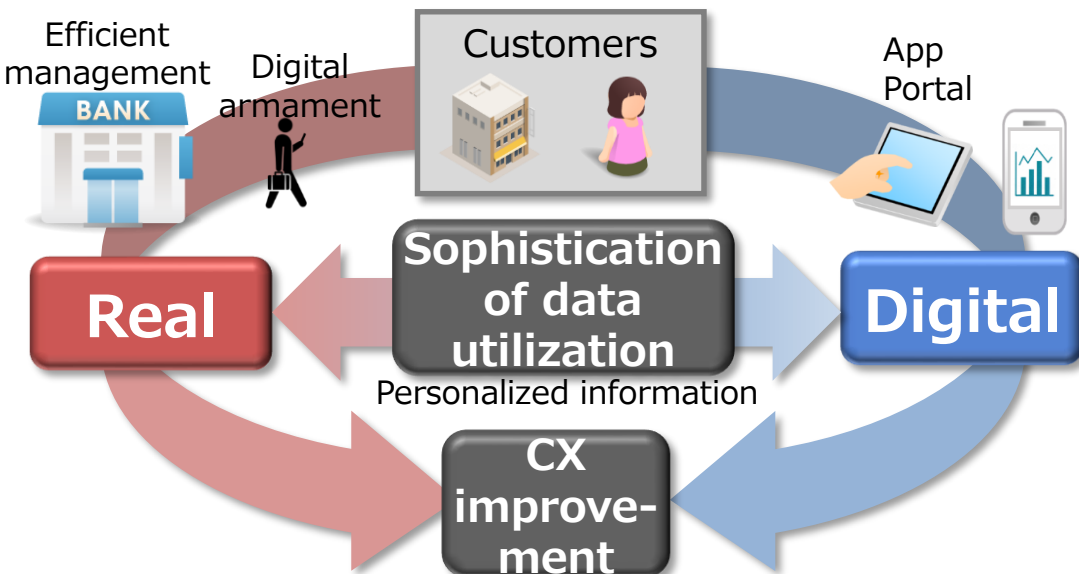 Efficient
management
BANK
Digital
armament
Customers
App
Portal
Real
Sophistication
of data
utilization
Digital
Personalized information
CX
improve-
ment